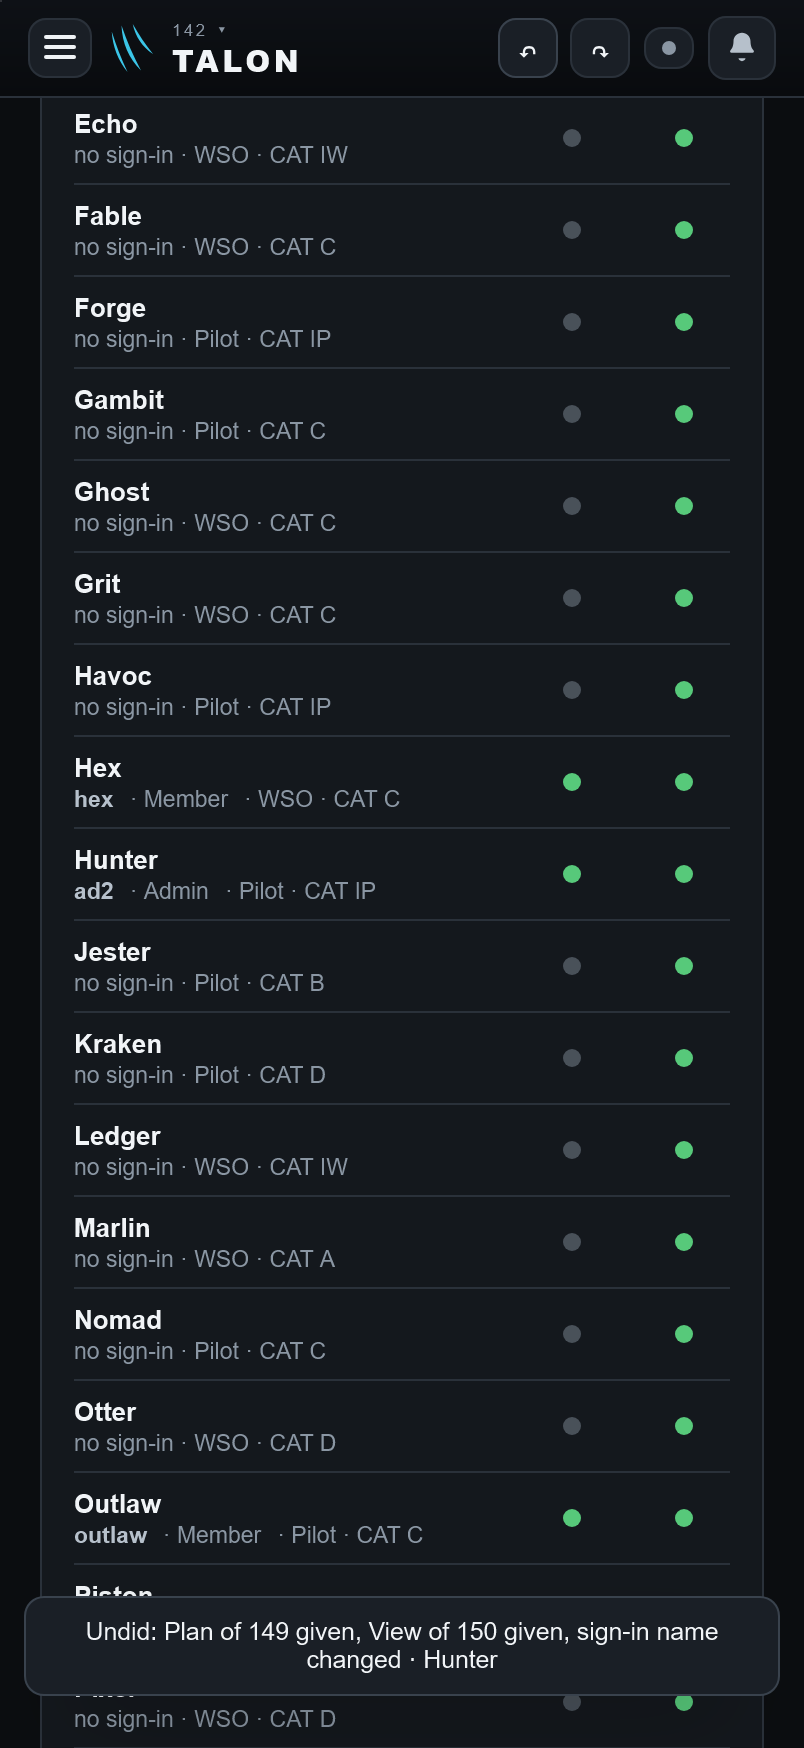 142 ▾
TALON
Echo
no sign-in · WSO · CAT IW
Fable
no sign-in · WSO · CAT C
Forge
no sign-in · Pilot · CAT IP
Gambit
no sign-in · Pilot · CAT C
Ghost
no sign-in · WSO · CAT C
Grit
no sign-in · WSO · CAT C
Havoc
no sign-in · Pilot · CAT IP
Hex
hex · Member · WSO · CAT C
Hunter
ad2 · Admin · Pilot · CAT IP
Jester
no sign-in · Pilot · CAT B
Kraken
no sign-in · Pilot · CAT D
Ledger
no sign-in · WSO · CAT IW
Marlin
no sign-in · WSO · CAT A
Nomad
no sign-in · Pilot · CAT C
Otter
no sign-in · WSO · CAT D
Outlaw
outlaw · Member · Pilot · CAT C
Piston
Undid: Plan of 149 given, View of 150 given, sign-in name
changed · Hunter
no sign-in · WSO · CAT D